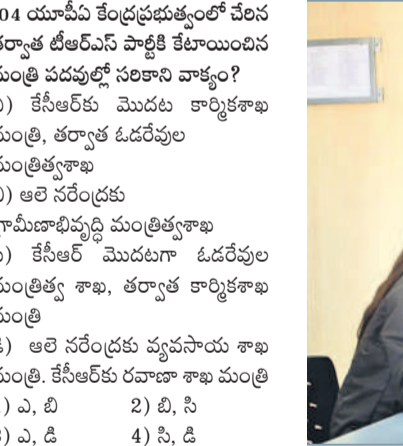 04 యూపీఏ కేంద్రప్రభుత్వంలో చేరిన
తర్వాత టీఆర్ఎస్ పార్టీకి కేటాయించిన
మంత్రి పదవుల్లో సరికాని వాక్యం?
) కేసీఆర్‌కు మొదట కార్మికశాఖ
మంత్రి, తర్వాత ఓడరేవుల
మంత్రిత్వశాఖ
) ఆలె నరేంద్రకు
గ్రామీణాభివృద్ధి మంత్రిత్వశాఖ
) కేసీఆర్ మొదటగా ఓడరేవుల
మంత్రిత్వ శాఖ, తర్వాత కార్మికశాఖ
మంత్రి
డి) ఆలె నరేంద్రకు వ్యవసాయ శాఖ
మంత్రి. కేసీఆర్‌కు రవాణా శాఖ మంత్రి
) ఎ, బి 2) బి, సి
) ఎ, డి 4) సి, డి